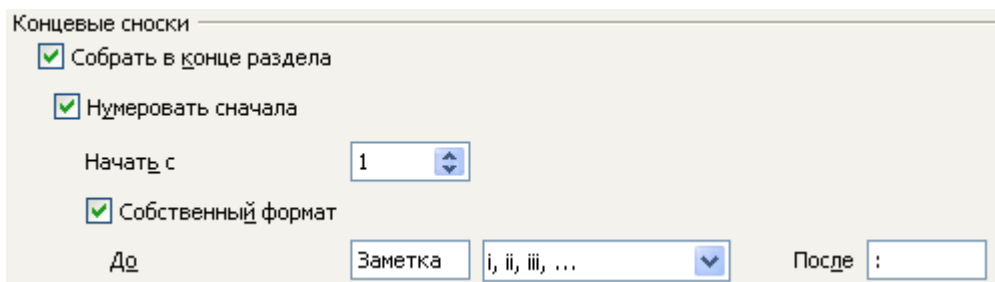 Концевые сноски
Собрать в конце раздела
Нумеровать сначала
Начать с 1
Собственный формат
До Заметка i, ii, iii, ... После :